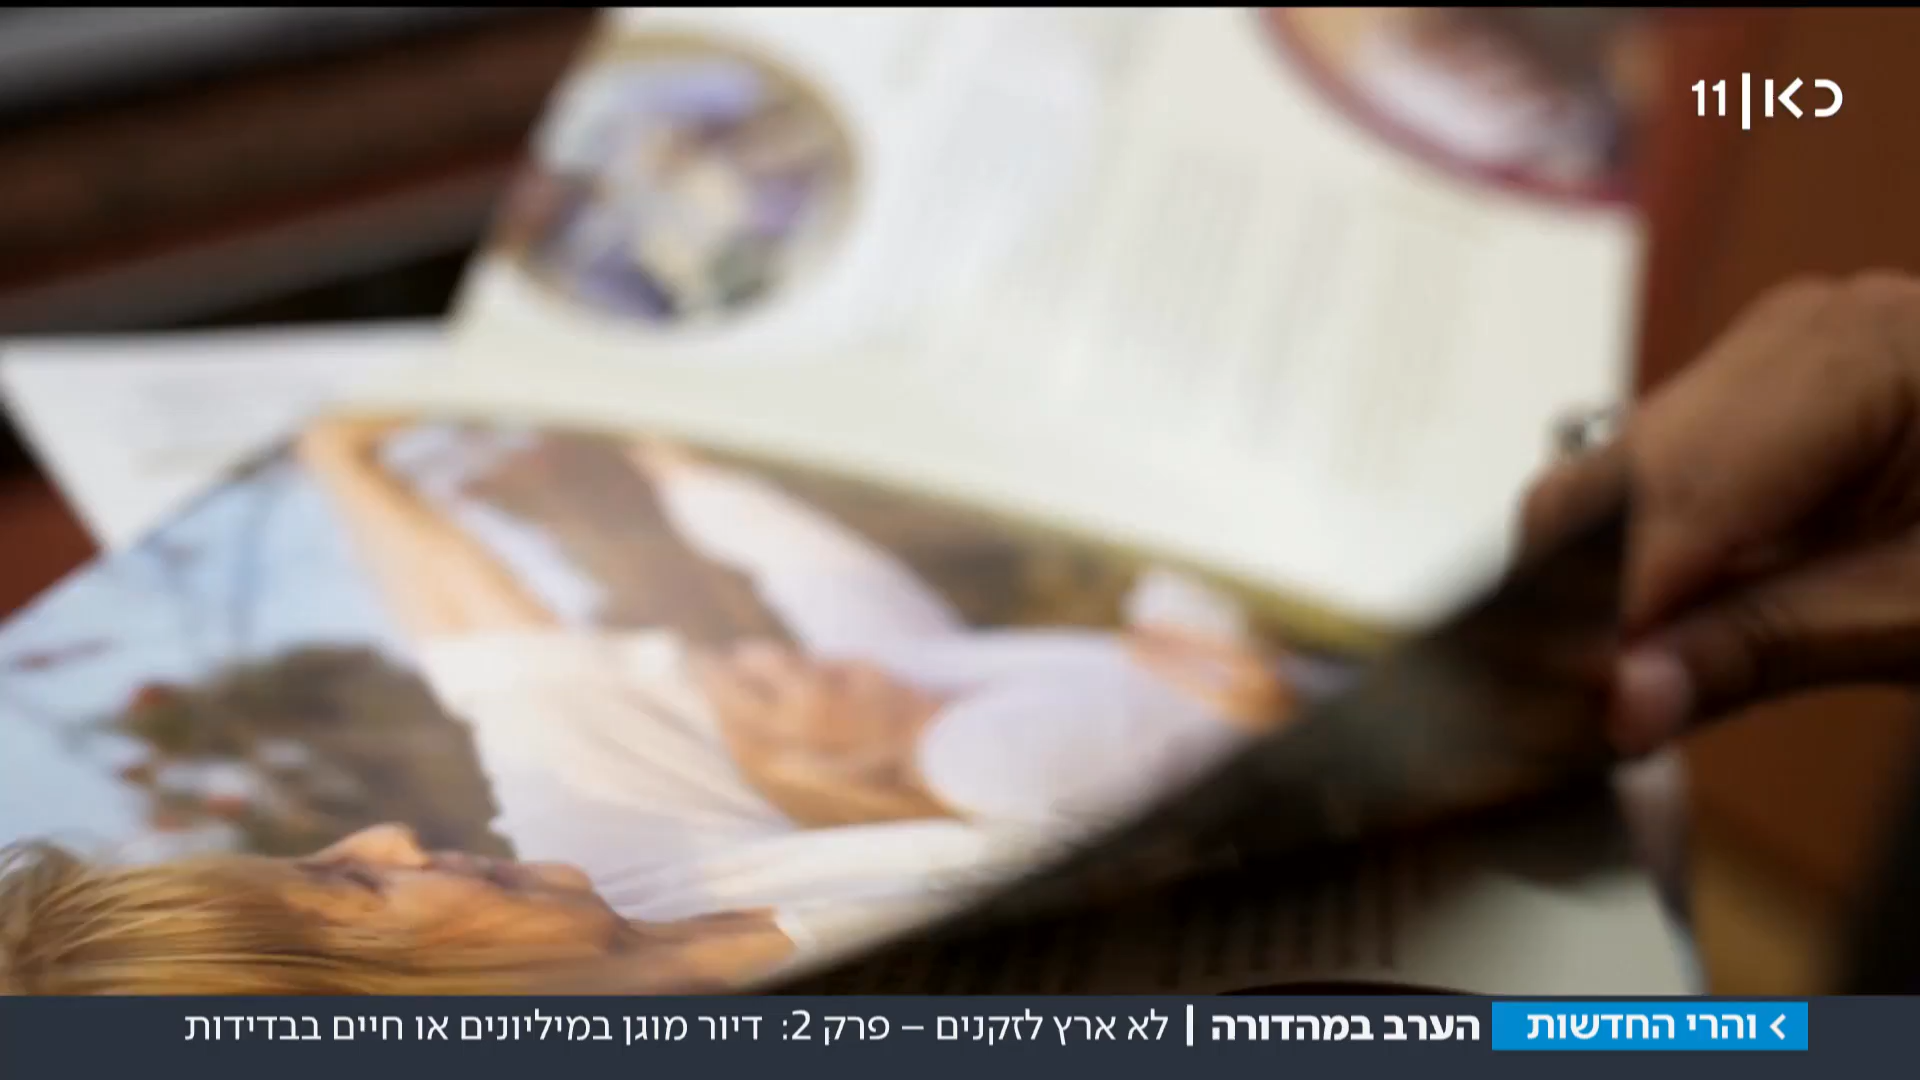 כאן 11
והרי החדשות
הערב במהדורה | לא ארץ לזקנים – פרק 2: דיור מוגן במיליונים או חיים בבדידות